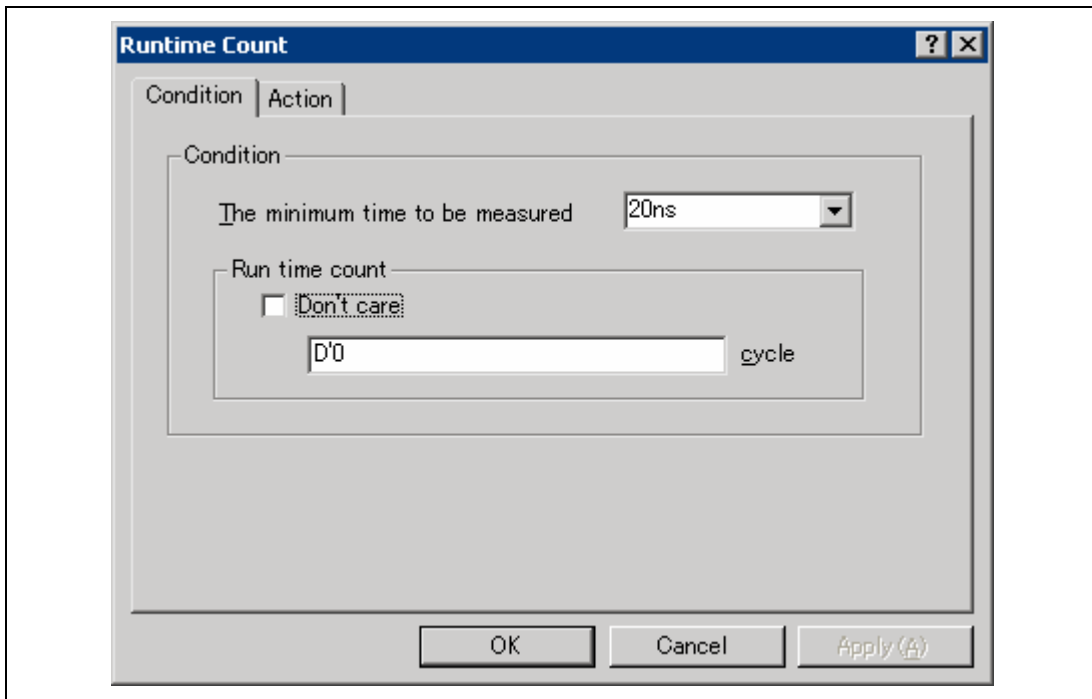 Runtime Count
Condition Action
Condition
The minimum time to be measured 20ns
Run time count
Don't care
D'0 cycle
OK Cancel Apply(A)